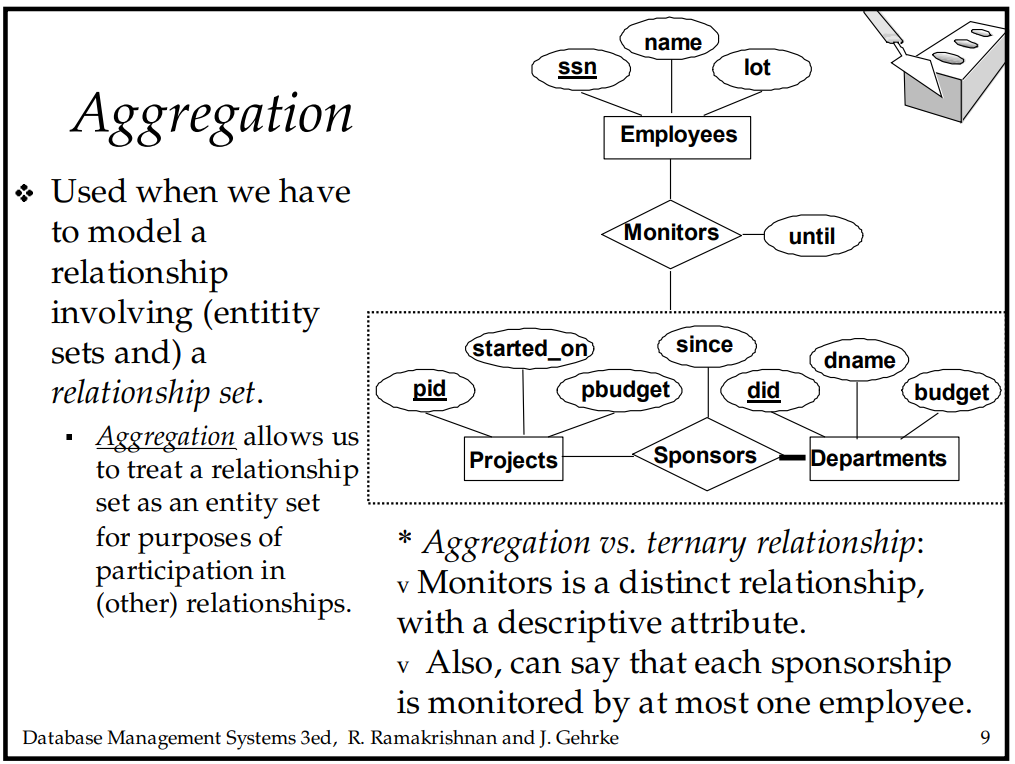 Aggregation
Used when we have
to model a
relationship
involving (entitity
sets and) a
relationship set.
Aggregation allows us
to treat a relationship
set as an entity set
for purposes of
participation in
(other) relationships.
name
ssn
lot
Employees
Monitors
until
started_on
since
dname
pid
pbudget
did
budget
Projects
Sponsors
Departments
* Aggregation vs. ternary relationship:
v Monitors is a distinct relationship,
with a descriptive attribute.
v Also, can say that each sponsorship
is monitored by at most one employee.
Database Management Systems 3ed, R. Ramakrishnan and J. Gehrke
9